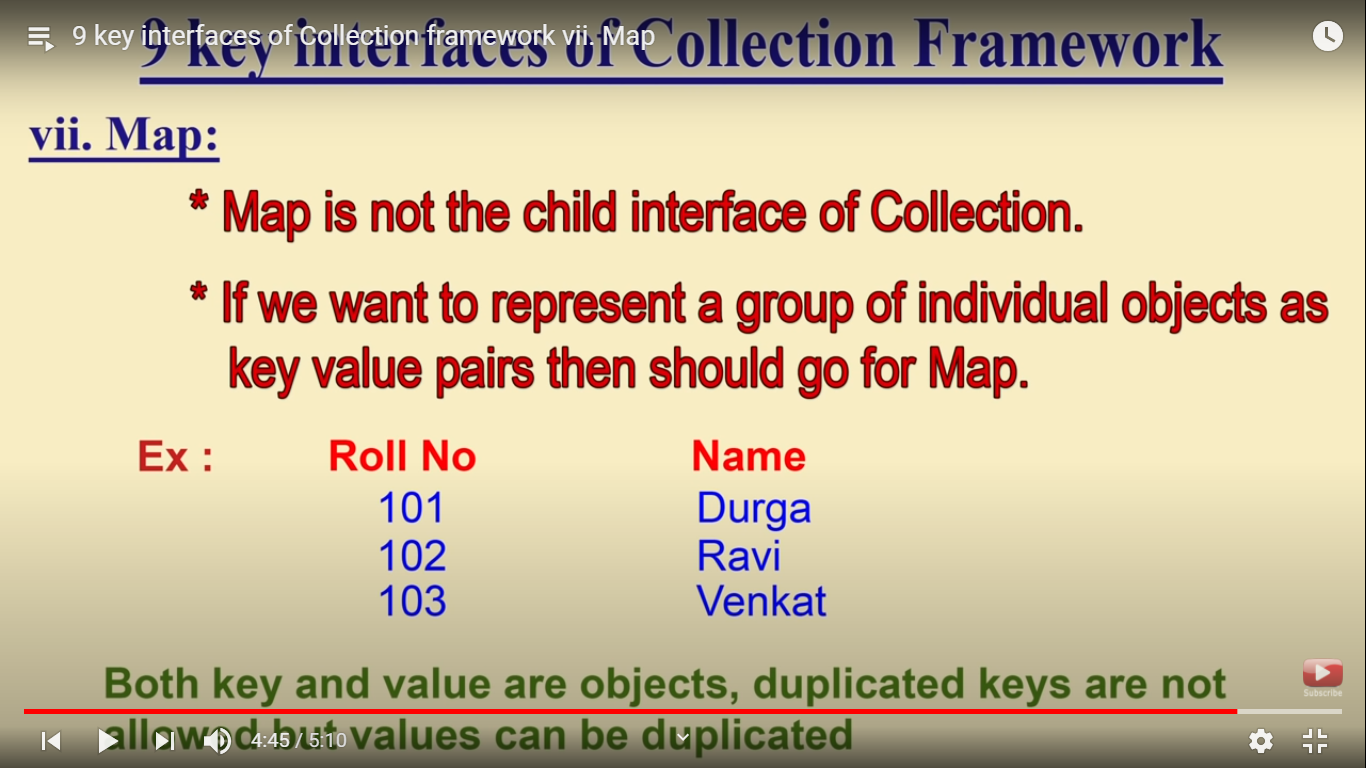 9 key interfaces of Collection framework vii. Map
9 key interfaces of Collection Framework
vii. Map:
* Map is not the child interface of Collection.
* If we want to represent a group of individual objects as
key value pairs then should go for Map.
Ex : Roll No Name
101 Durga
102 Ravi
103 Venkat
Both key and value are objects, duplicated keys are not
allowed but values can be duplicated
Subscribe
4:45 / 5:10